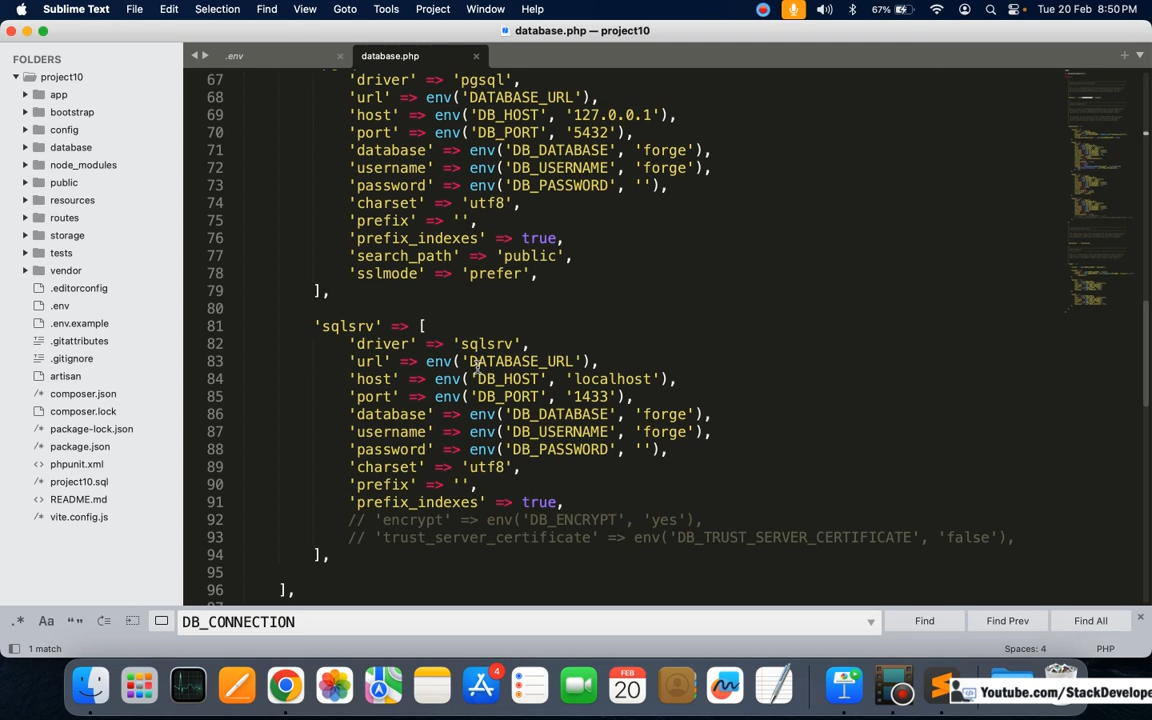 Sublime Text File Edit Selection Find View Goto Tools Project Window Help 67% Tue 20 Feb 8:50PM
database.php — project10
FOLDERS
project10
app
bootstrap
config
database
node_modules
public
resources
routes
storage
tests
vendor
.editorconfig
.env
.env.example
.gitattributes
.gitignore
artisan
composer.json
composer.lock
package-lock.json
package.json
phpunit.xml
project10.sql
README.md
vite.config.js
.env database.php
67 'driver' => 'pgsql',
68 'url' => env('DATABASE_URL'),
69 'host' => env('DB_HOST', '127.0.0.1'),
70 'port' => env('DB_PORT', '5432'),
71 'database' => env('DB_DATABASE', 'forge'),
72 'username' => env('DB_USERNAME', 'forge'),
73 'password' => env('DB_PASSWORD', ''),
74 'charset' => 'utf8',
75 'prefix' => '',
76 'prefix_indexes' => true,
77 'search_path' => 'public',
78 'sslmode' => 'prefer',
79 ],
80
81 'sqlsrv' => [
82 'driver' => 'sqlsrv',
83 'url' => env('DATABASE_URL'),
84 'host' => env('DB_HOST', 'localhost'),
85 'port' => env('DB_PORT', '1433'),
86 'database' => env('DB_DATABASE', 'forge'),
87 'username' => env('DB_USERNAME', 'forge'),
88 'password' => env('DB_PASSWORD', ''),
89 'charset' => 'utf8',
90 'prefix' => '',
91 'prefix_indexes' => true,
92 // 'encrypt' => env('DB_ENCRYPT', 'yes'),
93 // 'trust_server_certificate' => env('DB_TRUST_SERVER_CERTIFICATE', 'false'),
94 ],
95
96 ],
DB_CONNECTION Find Find Prev Find All
1 match Spaces: 4 PHP
4
FEB
20
Youtube.com/StackDevelope